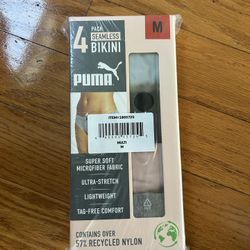 4 PACK
SEAMLESS
BIKINI
M
PUMA
ITEM#1800725
MULTI
M
SUPER SOFT
MICROFIBER FABRIC
ULTRA-STRETCH
LIGHTWEIGHT
TAG-FREE COMFORT
CONTAINS OVER
57% RECYCLED NYLON